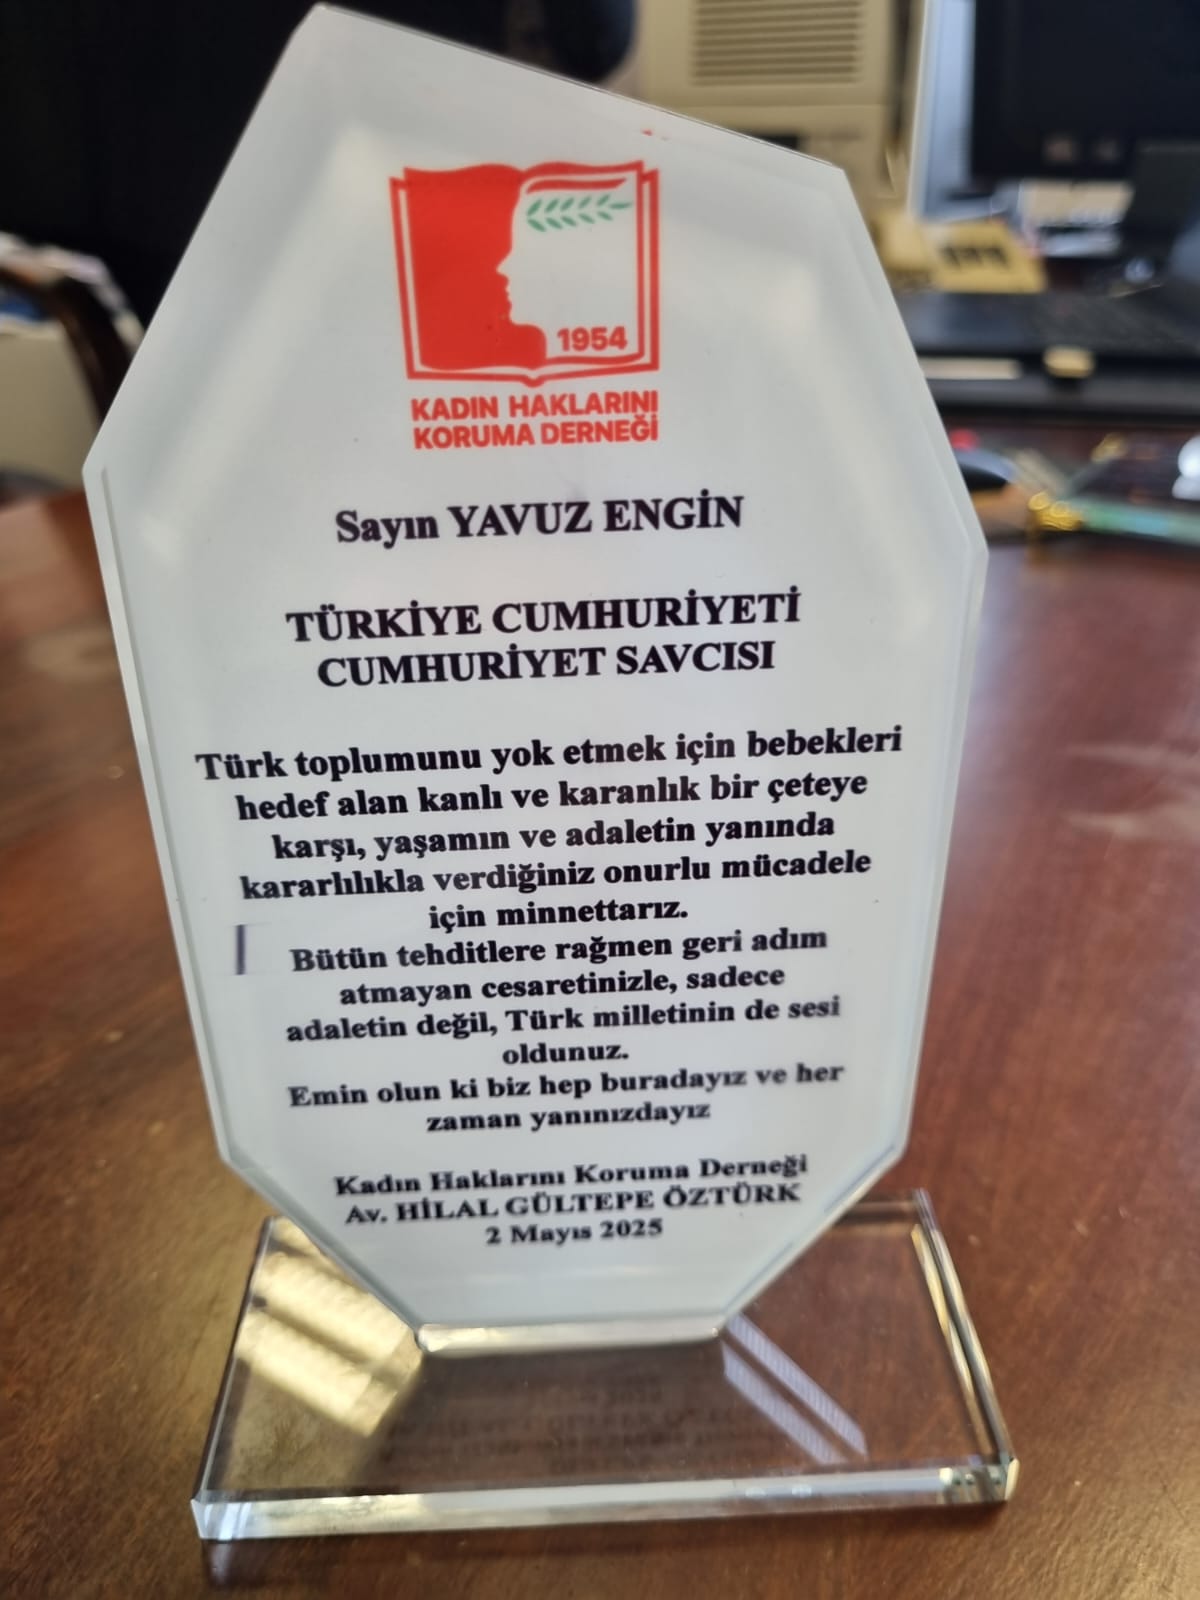 1954
KADIN HAKLARINI
KORUMA DERNEĞİ
Sayın YAVUZ ENGİN
TÜRKİYE CUMHURİYETİ
CUMHURİYET SAVCISI
Türk toplumunu yok etmek için bebekleri
hedef alan kanlı ve karanlık bir çeteye
karşı, yaşamın ve adaletin yanında
kararlılıkla verdiğiniz onurlu mücadele
için minnettarız.
Bütün tehditlere rağmen geri adım
atmayan cesaretinizle, sadece
adaletin değil, Türk milletinin de sesi
oldunuz.
Emin olun ki biz hep buradayız ve her
zaman yanınızdayız
Kadın Haklarını Koruma Derneği
Av. HİLAL GÜLTEPE ÖZTÜRK
2 Mayıs 2025